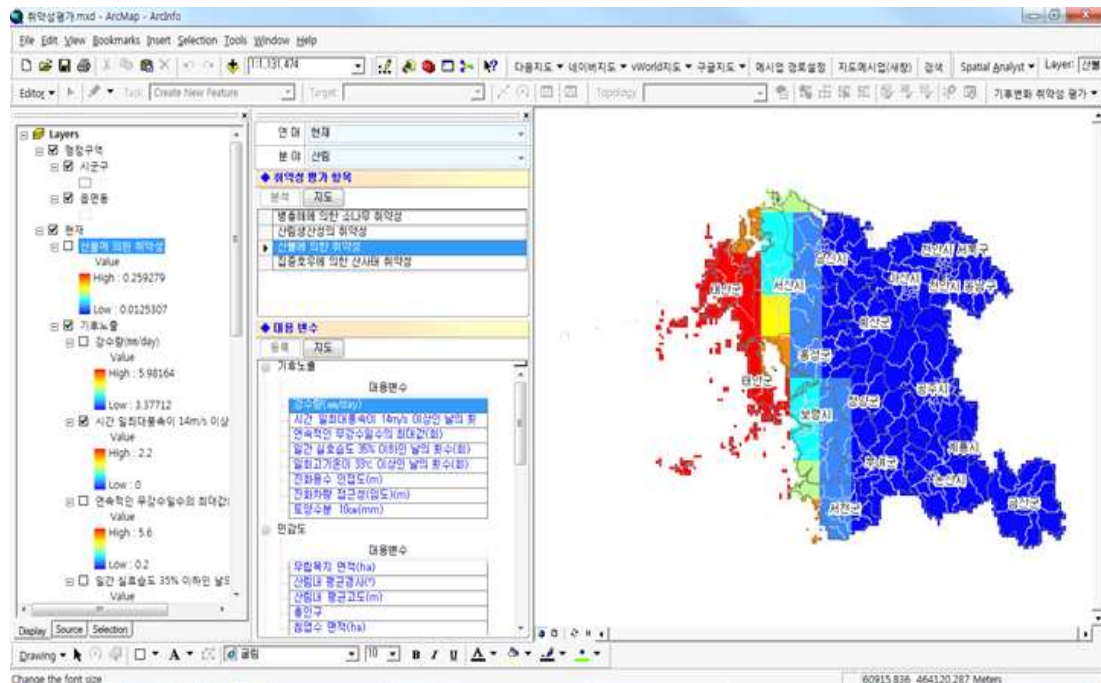 취약성평가.mxd - ArcMap - ArcInfo
File Edit View Bookmarks Insert Selection Tools Window Help
1:1,131,474
다음지도 네이버지도 vWorld지도 구글지도 메시업 경로설정 지도메시업(새창) 검색 Spatial Analyst Layer:
Editor Task: Create New Feature Target: Topology: 기후변화 취약성 평가
Layers
행정구역
시군구
읍면동
현재
산불에 의한 취약성
Value
High : 0.259279
Low : 0.0125307
기후노출
강수량(mm/day)
Value
High : 5.98164
Low : 3.37712
시간 일최대풍속이 14m/s 이상
Value
High : 2.2
Low : 0
연속적인 무강수일수의 최대값(
Value
High : 5.6
Low : 0.2
일간 실효습도 35% 이하인 날의
Value
Display Source Selection
연대 현재
분야 산림
취약성 평가 항목
분석 지도
병충해에 의한 소나무 취약성
산림생산성의 취약성
산불에 의한 취약성
집중호우에 의한 산사태 취약성
대용 변수
등록 지도
기후노출
대용변수
강수량(mm/day)
시간 일최대풍속이 14m/s 이상인 날의 횟
연속적인 무강수일수의 최대값(회)
일간 실효습도 35% 이하인 날의 횟수(회)
일최고기온이 33℃ 이상인 날의 횟수(회)
진화용수 인접도(m)
진화차량 접근성(임도)(m)
토양수분 10㎝(mm)
민감도
대용변수
무립목지 면적(ha)
산림내 평균경사(°)
산림내 평균고도(m)
총인구
침엽수 면적(ha)
당진시
천안시 서북구
태안군
서산시
아산시
천안시 동남구
예산군
홍성군
태안군
청양군
공주시
보령시
계룡시
부여군
논산시
서천군
금산군
Drawing 굴림 10 B I U A
Change the font size
60915.836 464120.287 Meters